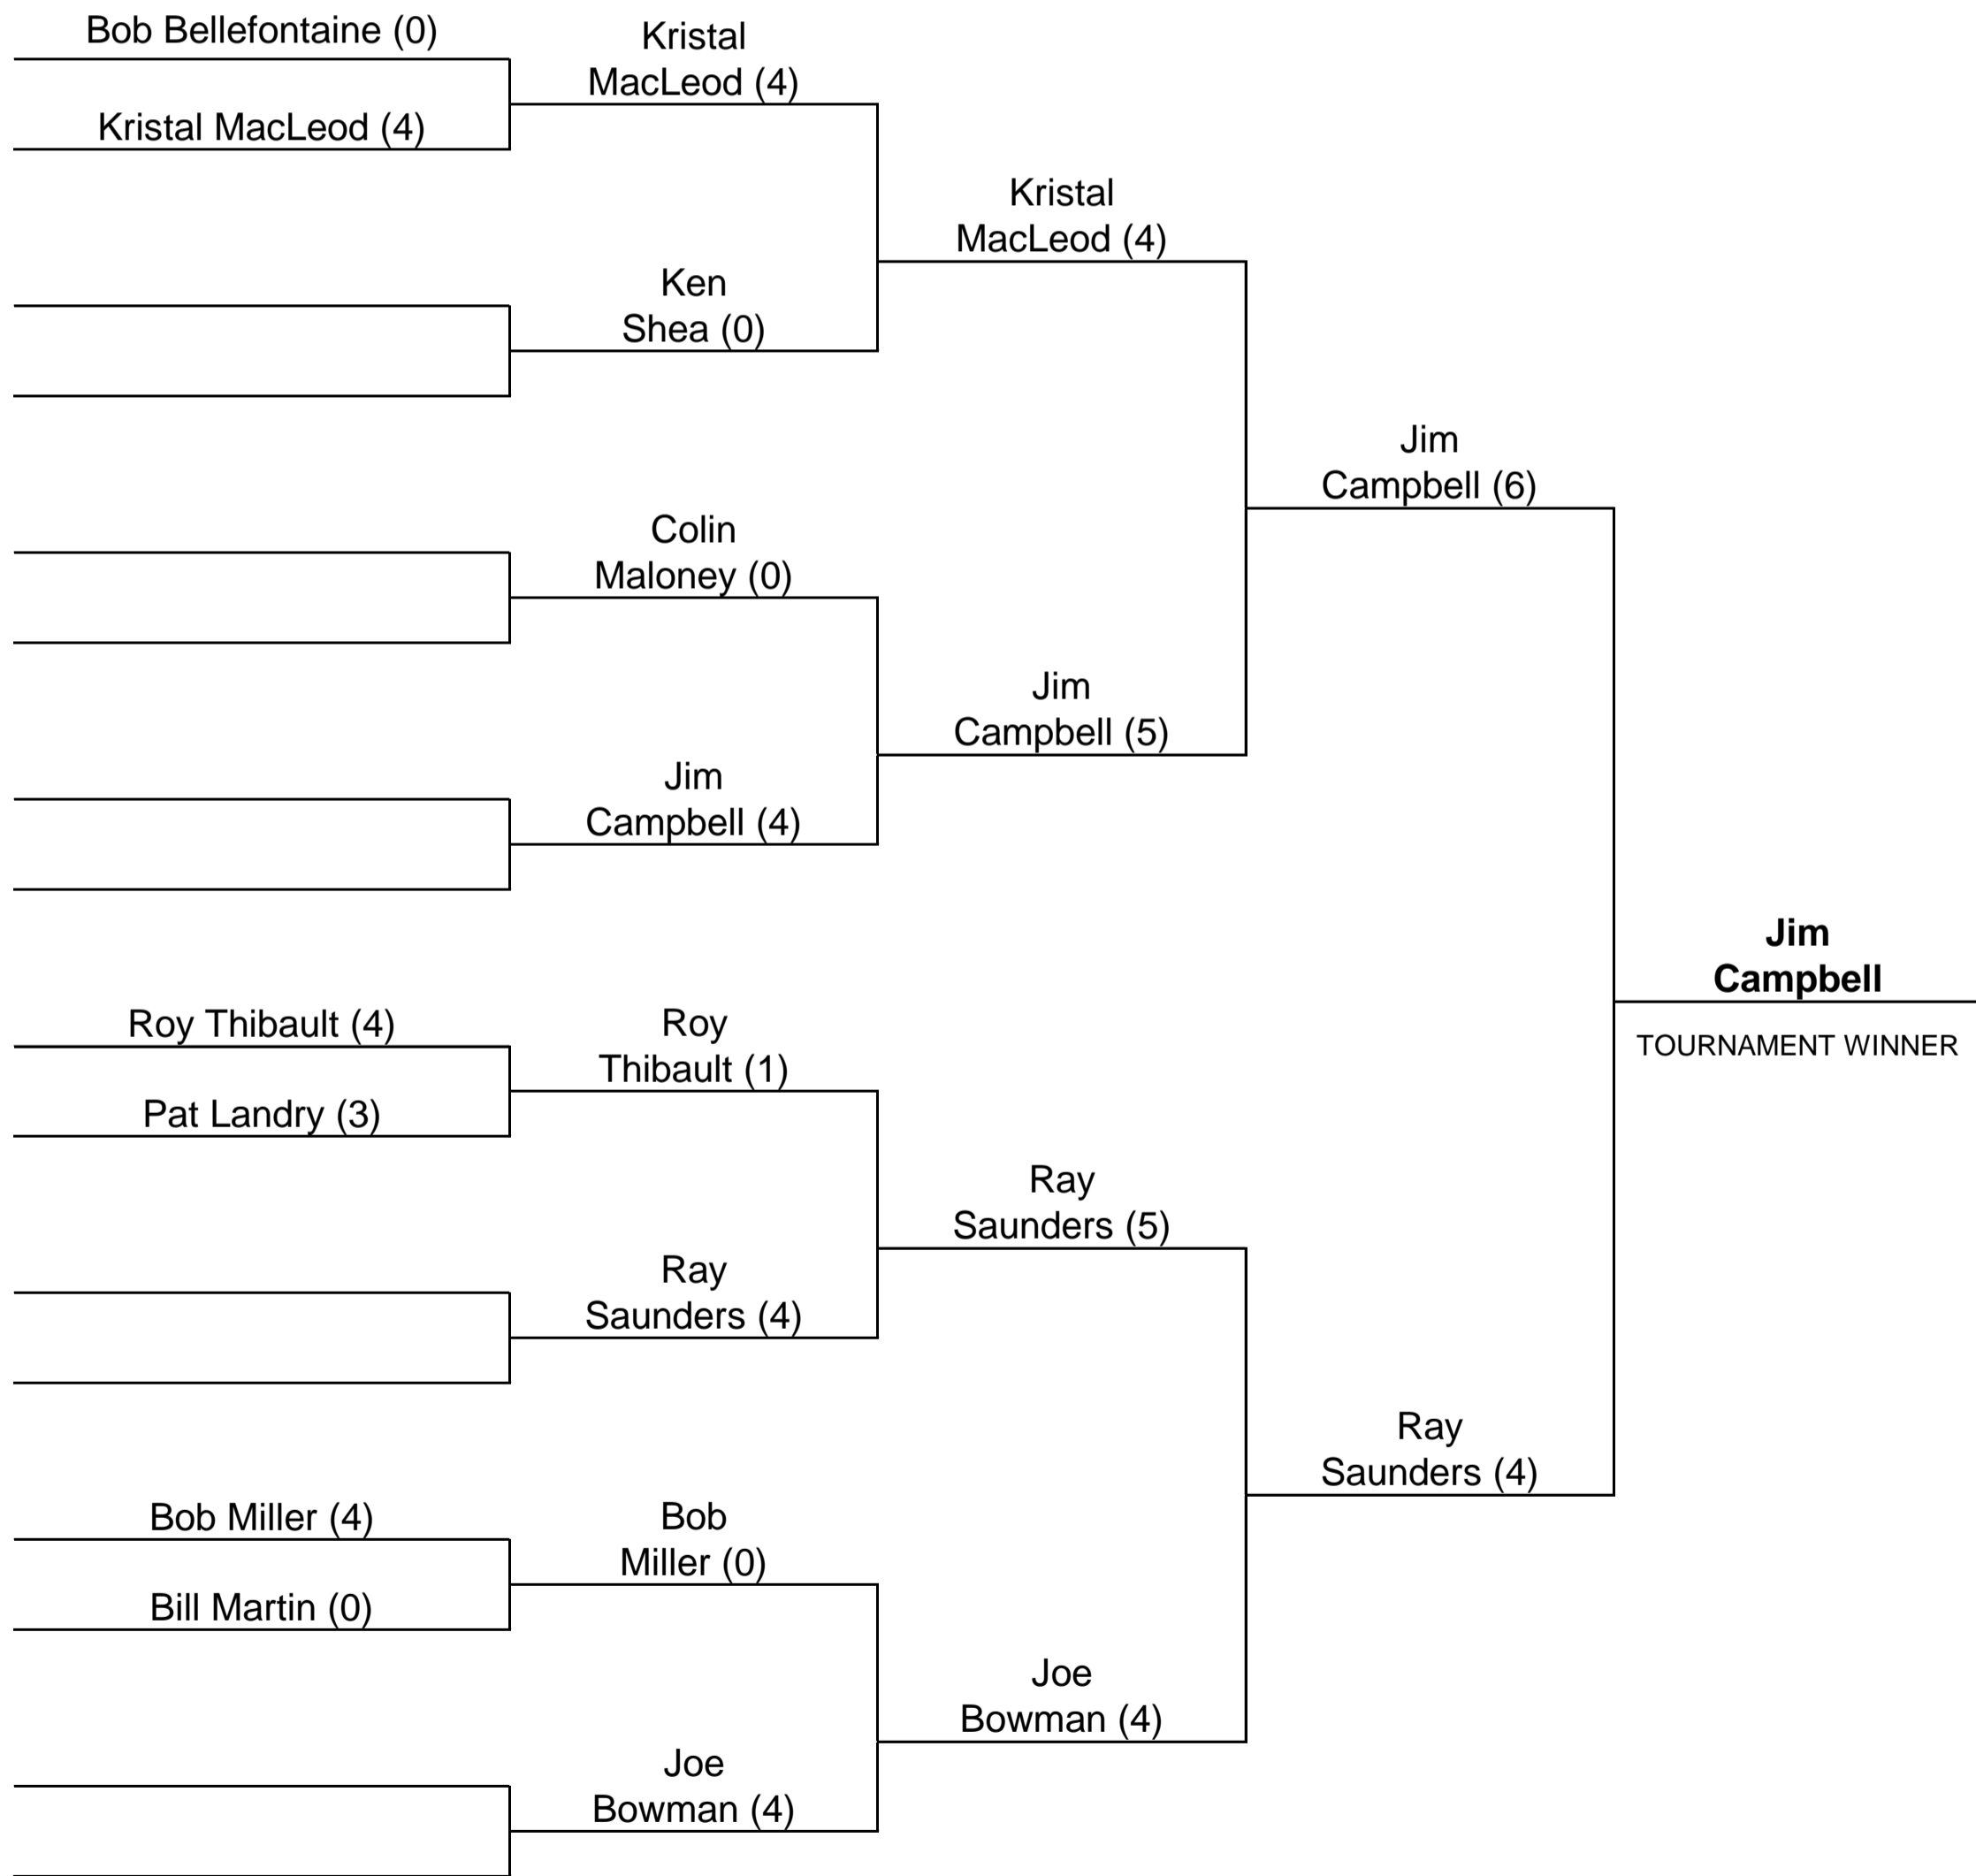 Bob Bellefontaine (0)
Kristal MacLeod (4)
Roy Thibault (4)
Pat Landry (3)
Bob Miller (4)
Bill Martin (0)
Kristal
MacLeod (4)
Ken
Shea (0)
Colin
Maloney (0)
Jim
Campbell (4)
Roy
Thibault (1)
Ray
Saunders (4)
Bob
Miller (0)
Joe
Bowman (4)
Kristal
MacLeod (4)
Jim
Campbell (5)
Ray
Saunders (5)
Joe
Bowman (4)
Jim
Campbell (6)
Ray
Saunders (4)
Jim
Campbell
TOURNAMENT WINNER